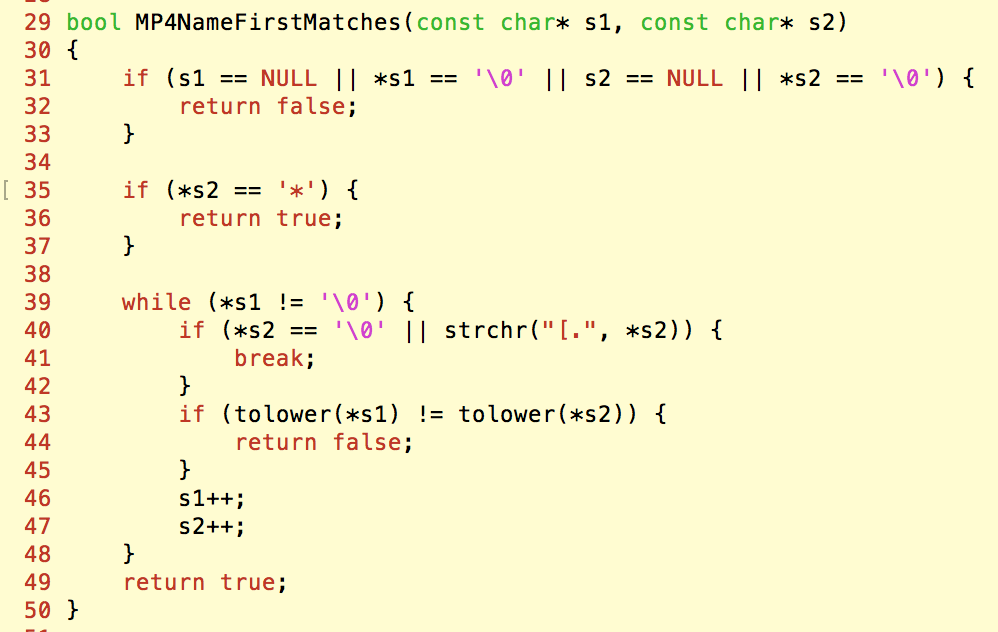 29 bool MP4NameFirstMatches(const char* s1, const char* s2)
30 {
31     if (s1 == NULL || *s1 == '\0' || s2 == NULL || *s2 == '\0') {
32         return false;
33     }
34
[ 35     if (*s2 == '*') {
36         return true;
37     }
38
39     while (*s1 != '\0') {
40         if (*s2 == '\0' || strchr("[.", *s2)) {
41             break;
42         }
43         if (tolower(*s1) != tolower(*s2)) {
44             return false;
45         }
46         s1++;
47         s2++;
48     }
49     return true;
50 }